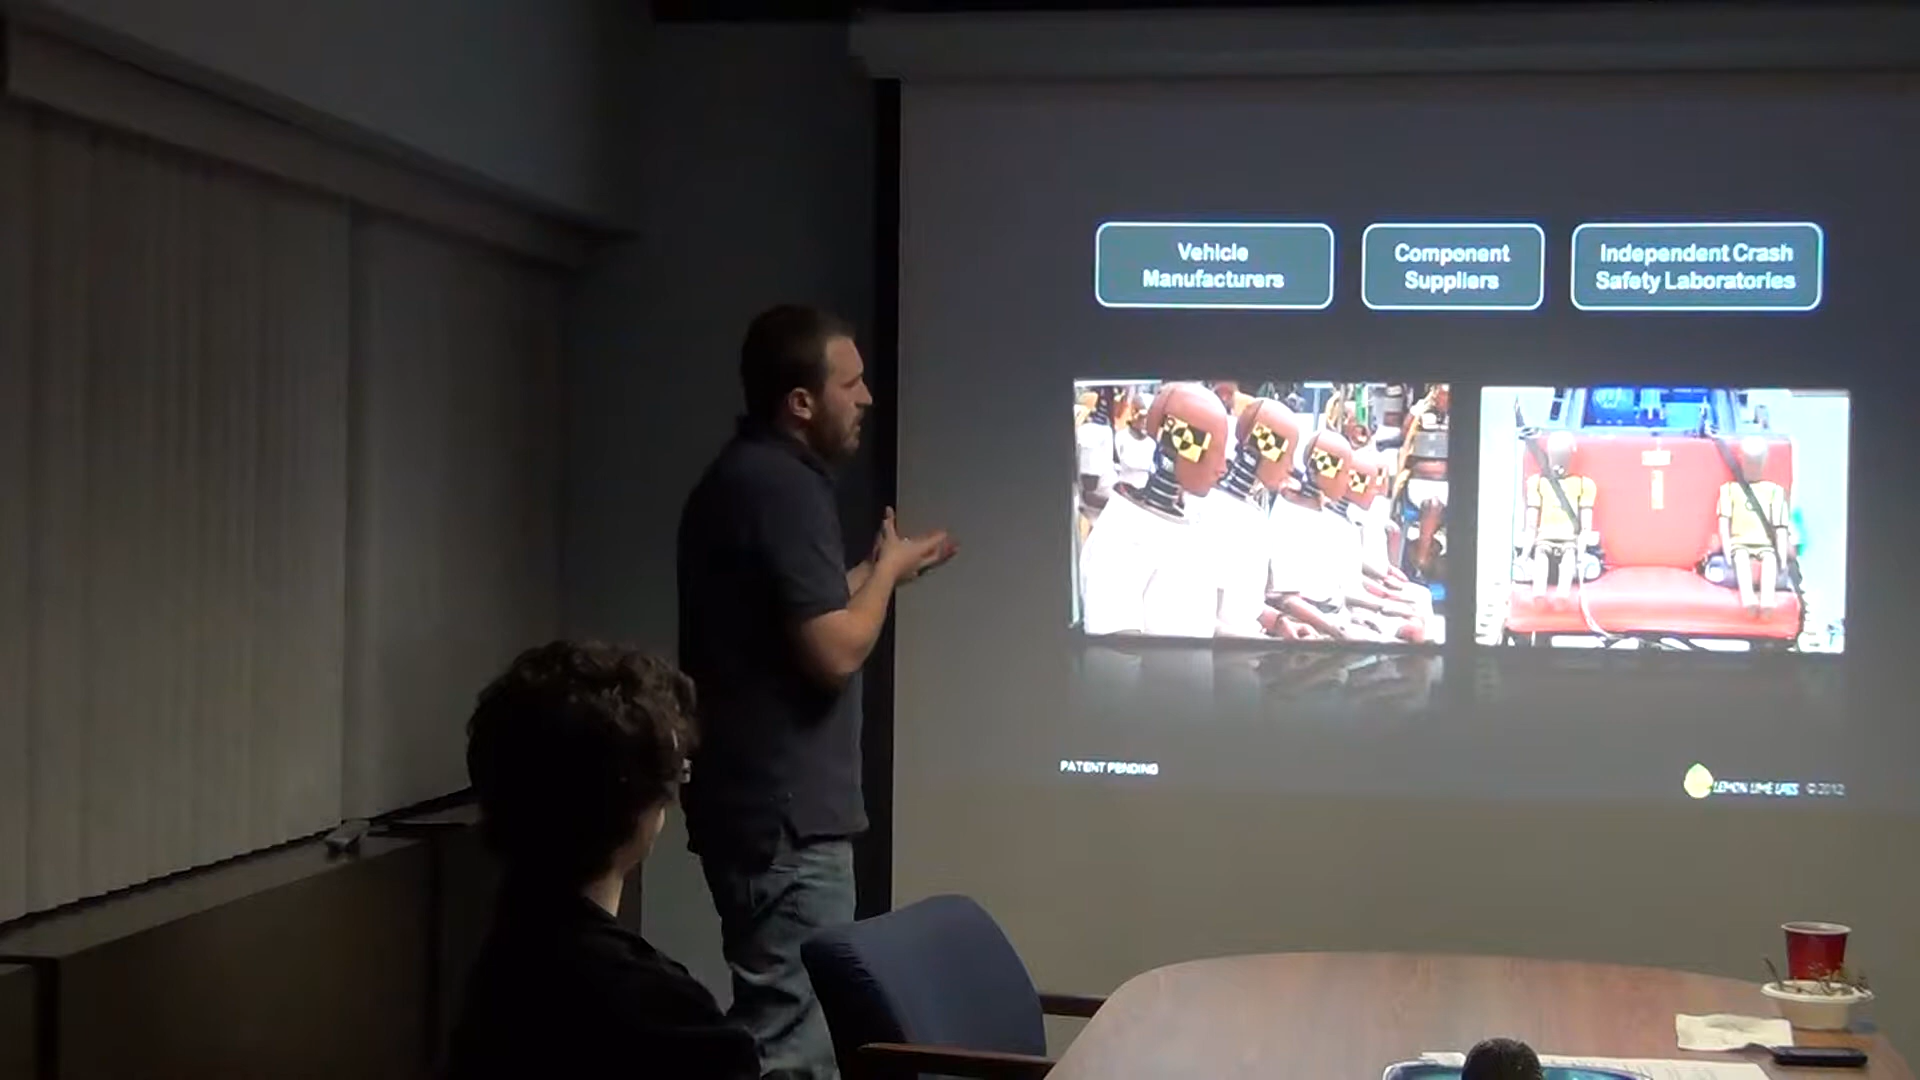 Vehicle
Manufacturers
Component
Suppliers
Independent Crash
Safety Laboratories
PATENT PENDING
LEMON LIME LABS © 2012